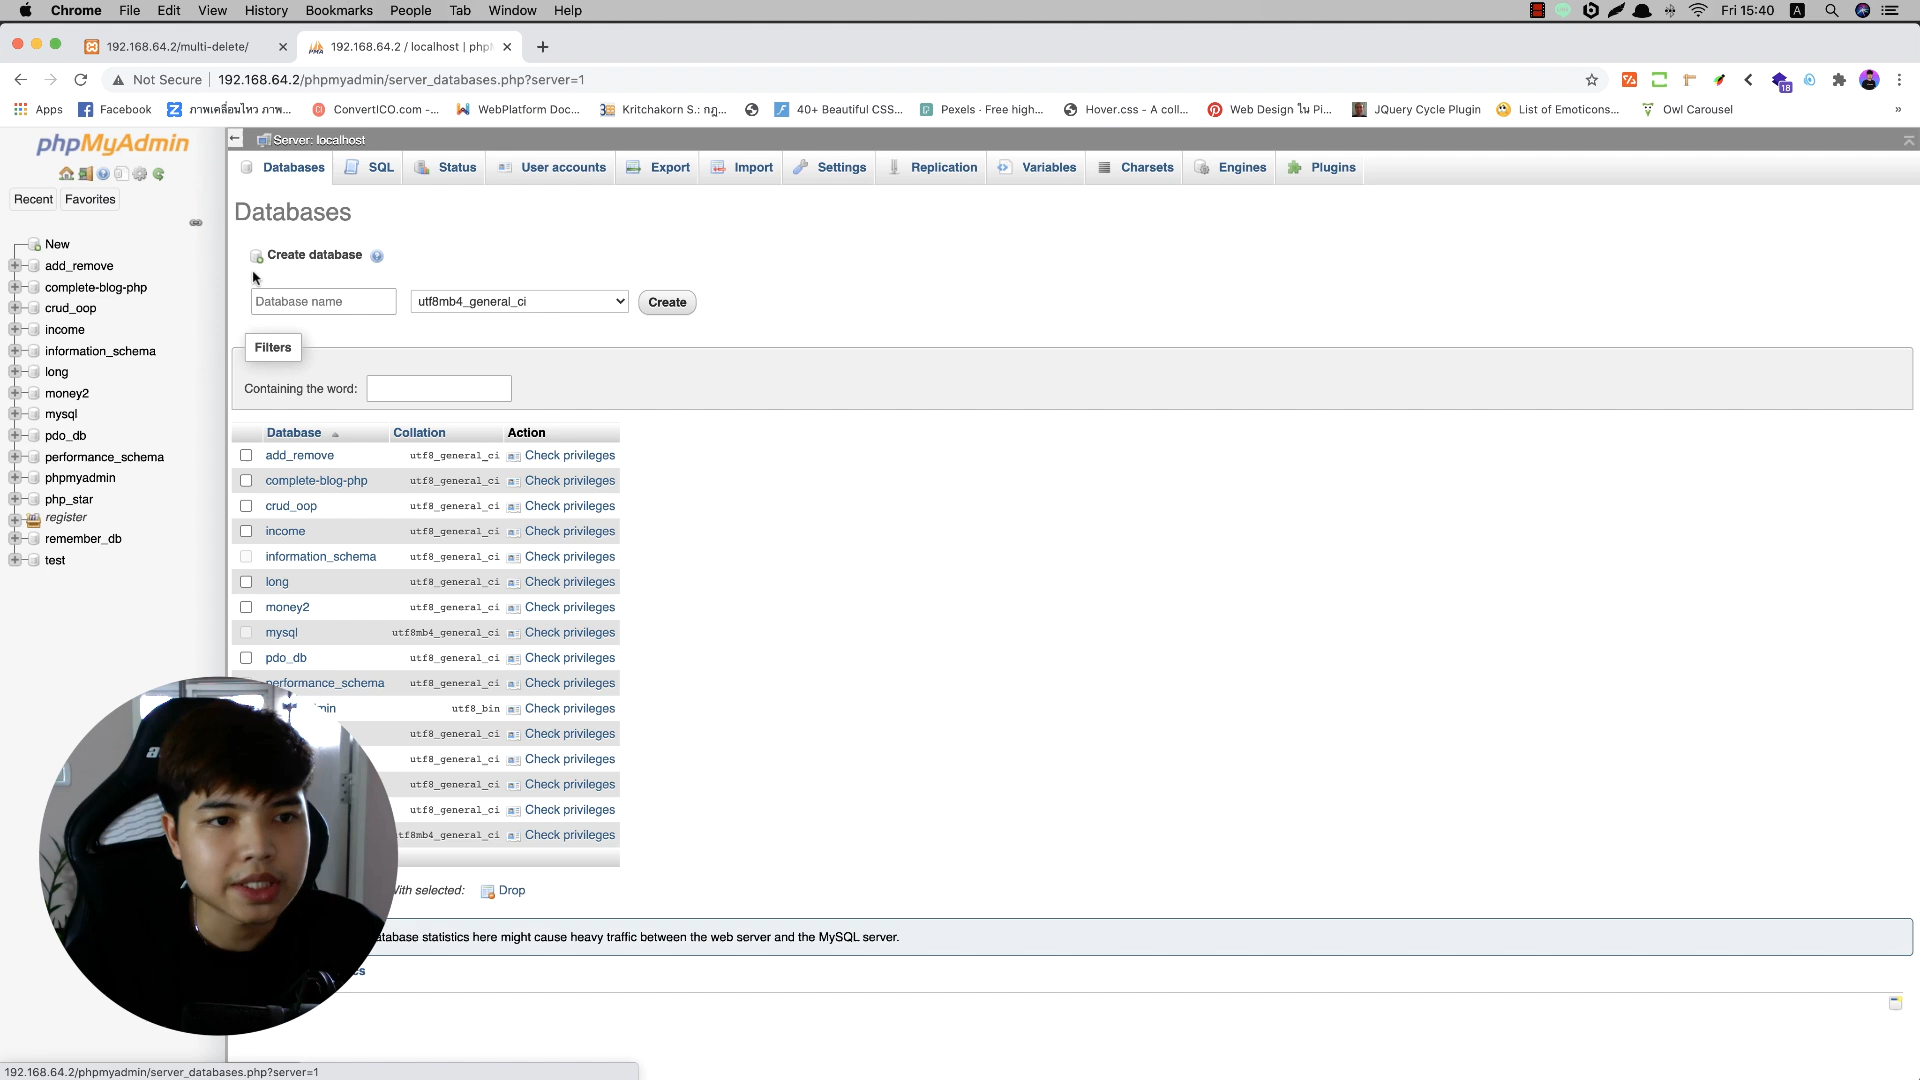 Chrome File Edit View History Bookmarks People Tab Window Help
Fri 15:40 A
192.168.64.2/multi-delete/
192.168.64.2 / localhost | phpM
Not Secure | 192.168.64.2/phpmyadmin/server_databases.php?server=1
18
Apps Facebook ภาพเคลื่อนไหว ภาพ... ConvertICO.com -... WebPlatform Doc... Kritchakorn S.: กฎ... 40+ Beautiful CSS... Pexels · Free high... Hover.css - A coll... Web Design ใน Pi... JQuery Cycle Plugin List of Emoticons... Owl Carousel »
phpMyAdmin
Recent Favorites
New
add_remove
complete-blog-php
crud_oop
income
information_schema
long
money2
mysql
pdo_db
performance_schema
phpmyadmin
php_star
register
remember_db
test
Server: localhost
Databases SQL Status User accounts Export Import Settings Replication Variables Charsets Engines Plugins
Databases
Create database
Database name utf8mb4_general_ci Create
Filters
Containing the word:
Database Collation Action
add_remove utf8_general_ci Check privileges
complete-blog-php utf8_general_ci Check privileges
crud_oop utf8_general_ci Check privileges
income utf8_general_ci Check privileges
information_schema utf8_general_ci Check privileges
long utf8_general_ci Check privileges
money2 utf8_general_ci Check privileges
mysql utf8mb4_general_ci Check privileges
pdo_db utf8_general_ci Check privileges
performance_schema utf8_general_ci Check privileges
min utf8_bin Check privileges
utf8_general_ci Check privileges
utf8_general_ci Check privileges
utf8_general_ci Check privileges
utf8_general_ci Check privileges
tf8mb4_general_ci Check privileges
With selected: Drop
atabase statistics here might cause heavy traffic between the web server and the MySQL server.
cs
192.168.64.2/phpmyadmin/server_databases.php?server=1